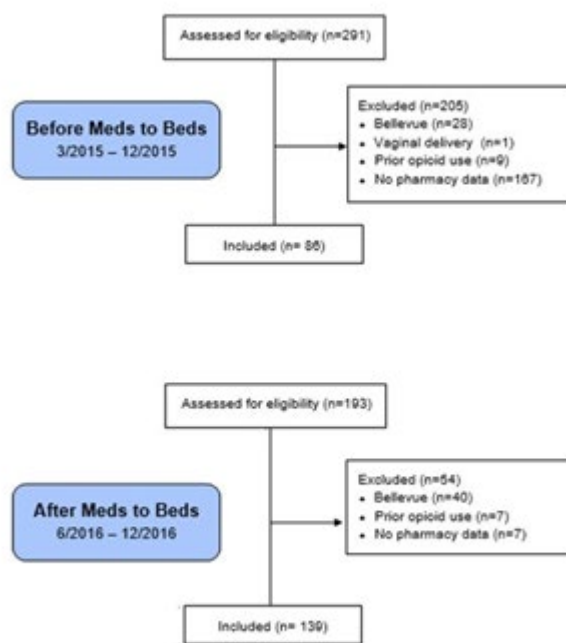 Assessed for eligibility (n=291)
Before Meds to Beds
3/2015 – 12/2015
Excluded (n=205)
• Bellevue (n=28)
• Vaginal delivery (n=1)
• Prior opioid use (n=9)
• No pharmacy data (n=167)
Included (n= 86)
Assessed for eligibility (n=193)
After Meds to Beds
6/2016 – 12/2016
Excluded (n=54)
• Bellevue (n=40)
• Prior opioid use (n=7)
• No pharmacy data (n=7)
Included (n= 139)